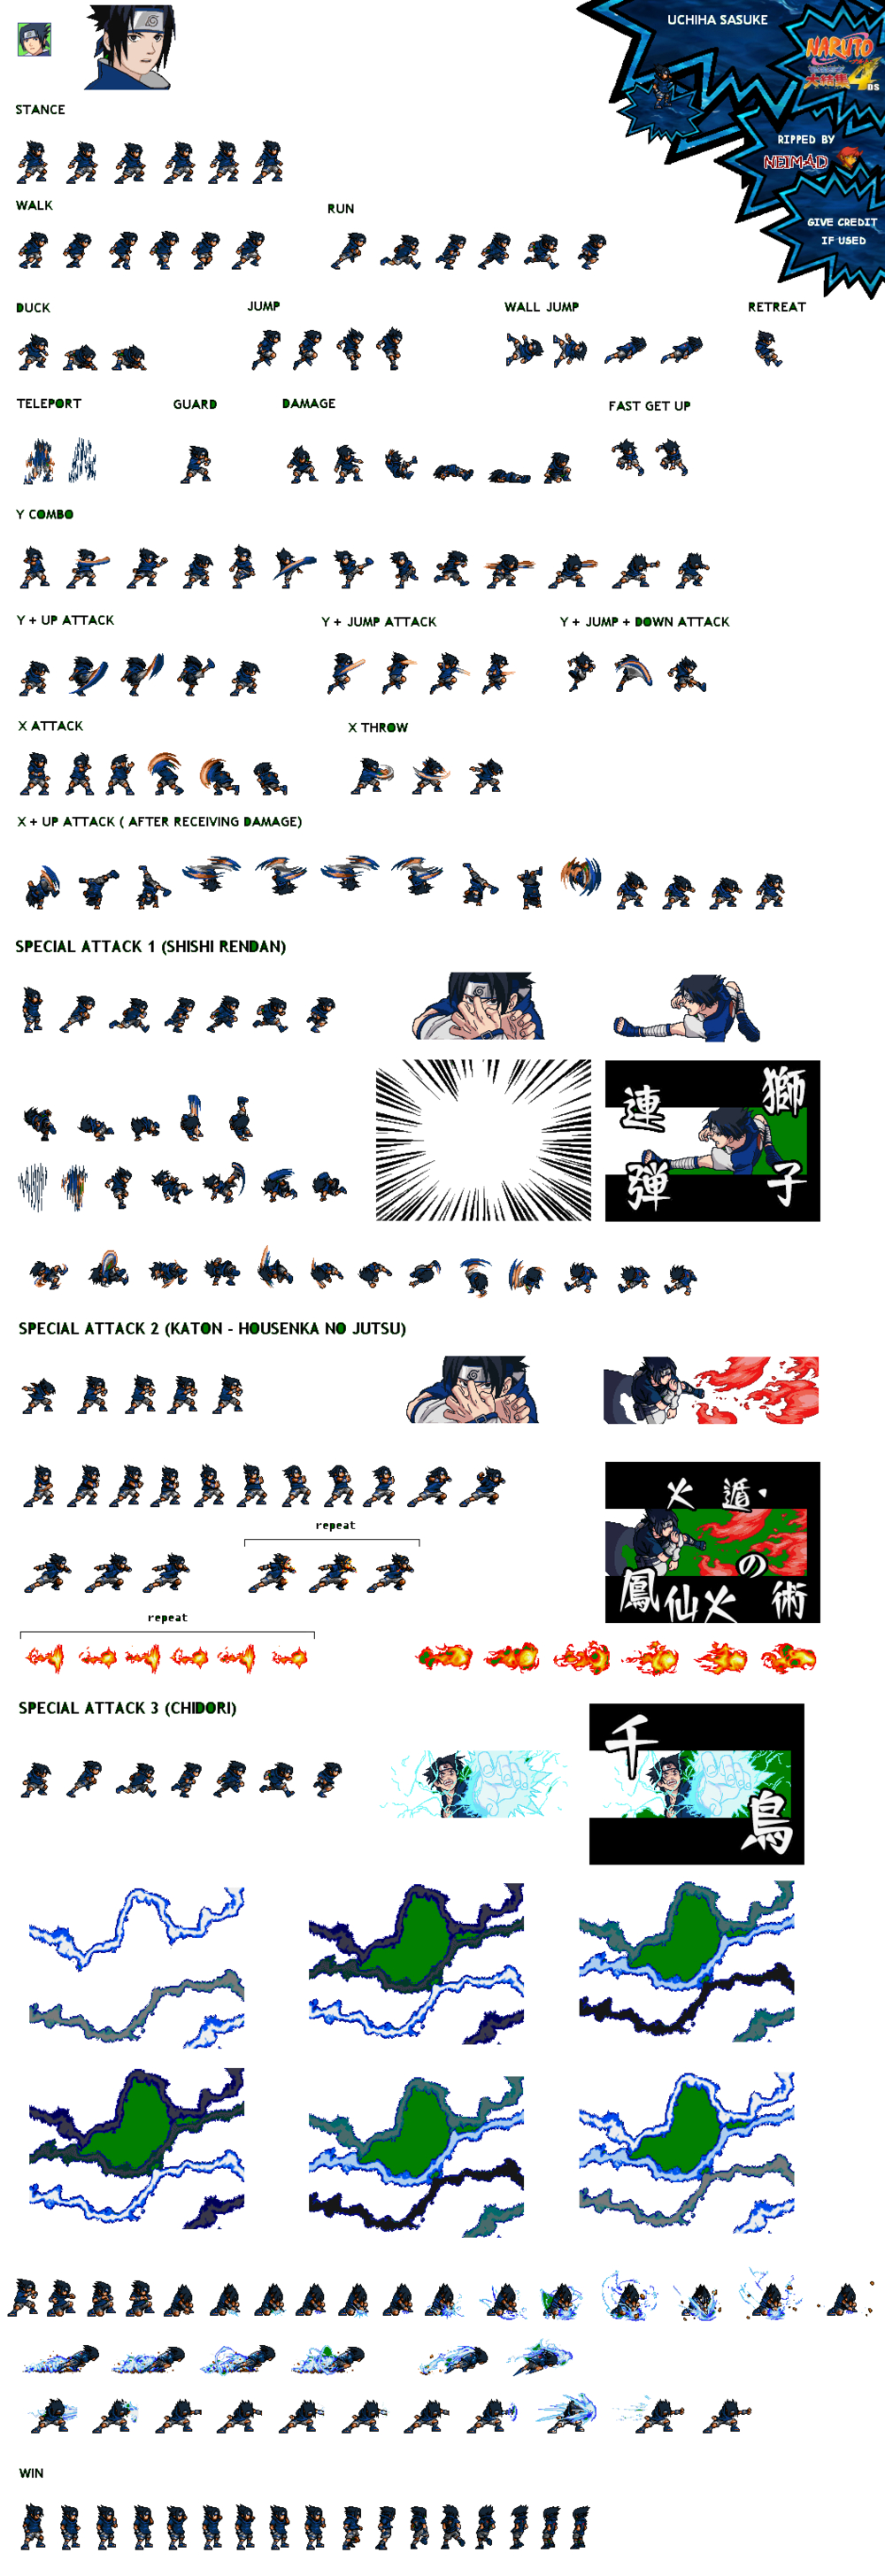 UCHIHA SASUKE
NARUTO
4
DS
STANCE
RIPPED BY
NEIMAD
WALK
RUN
GIVE CREDIT
IF USED
DUCK
JUMP
WALL JUMP
RETREAT
TELEPORT
GUARD
DAMAGE
FAST GET UP
Y COMBO
Y + UP ATTACK
Y + JUMP ATTACK
Y + JUMP + DOWN ATTACK
X ATTACK
X THROW
X + UP ATTACK ( AFTER RECEIVING DAMAGE)
SPECIAL ATTACK 1 (SHISHI RENDAN)
獅子
連弾
SPECIAL ATTACK 2 (KATON - HOUSENKA NO JUTSU)
火遁・
repeat
の
鳳仙火 術
repeat
SPECIAL ATTACK 3 (CHIDORI)
千
鳥
WIN